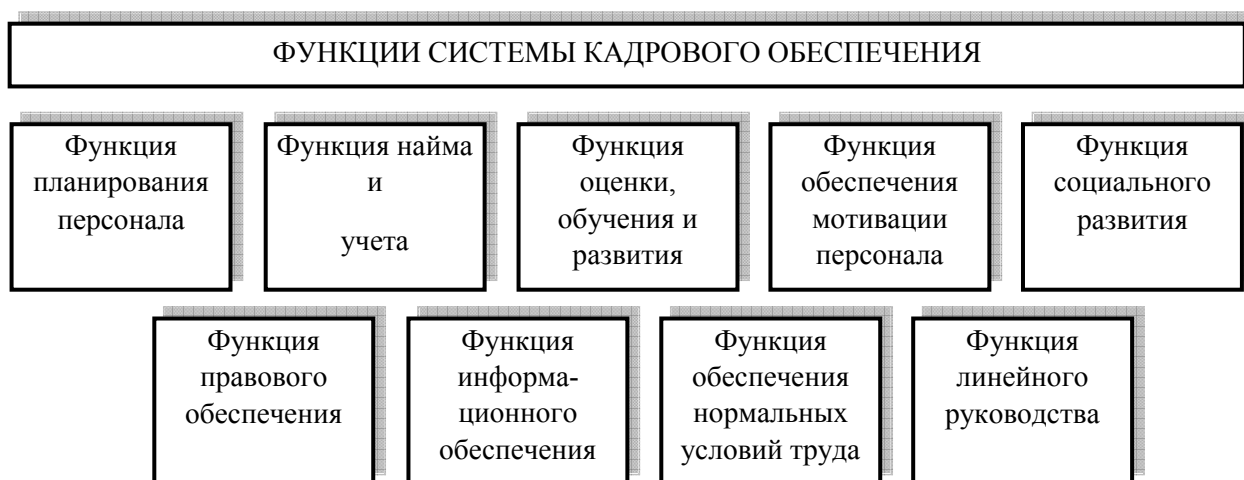 ФУНКЦИИ СИСТЕМЫ КАДРОВОГО ОБЕСПЕЧЕНИЯ
Функция
планирования
персонала
Функция найма
и
учета
Функция
оценки,
обучения и
развития
Функция
обеспечения
мотивации
персонала
Функция
социального
развития
Функция
правового
обеспечения
Функция
информа-
ционного
обеспечения
Функция
обеспечения
нормальных
условий труда
Функция
линейного
руководства